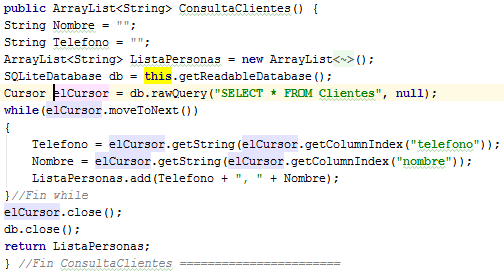 public ArrayList<String> ConsultaClientes() {
String Nombre = "";
String Telefono = "";
ArrayList<String> ListaPersonas = new ArrayList<~>();
SQLiteDatabase db = this.getReadableDatabase();
Cursor elCursor = db.rawQuery("SELECT * FROM Clientes", null);
while(elCursor.moveToNext())
{
    Telefono = elCursor.getString(elCursor.getColumnIndex("telefono"));
    Nombre = elCursor.getString(elCursor.getColumnIndex("nombre"));
    ListaPersonas.add(Telefono + ", " + Nombre);
}//Fin while
elCursor.close();
db.close();
return ListaPersonas;
} //Fin ConsultaClientes =======================